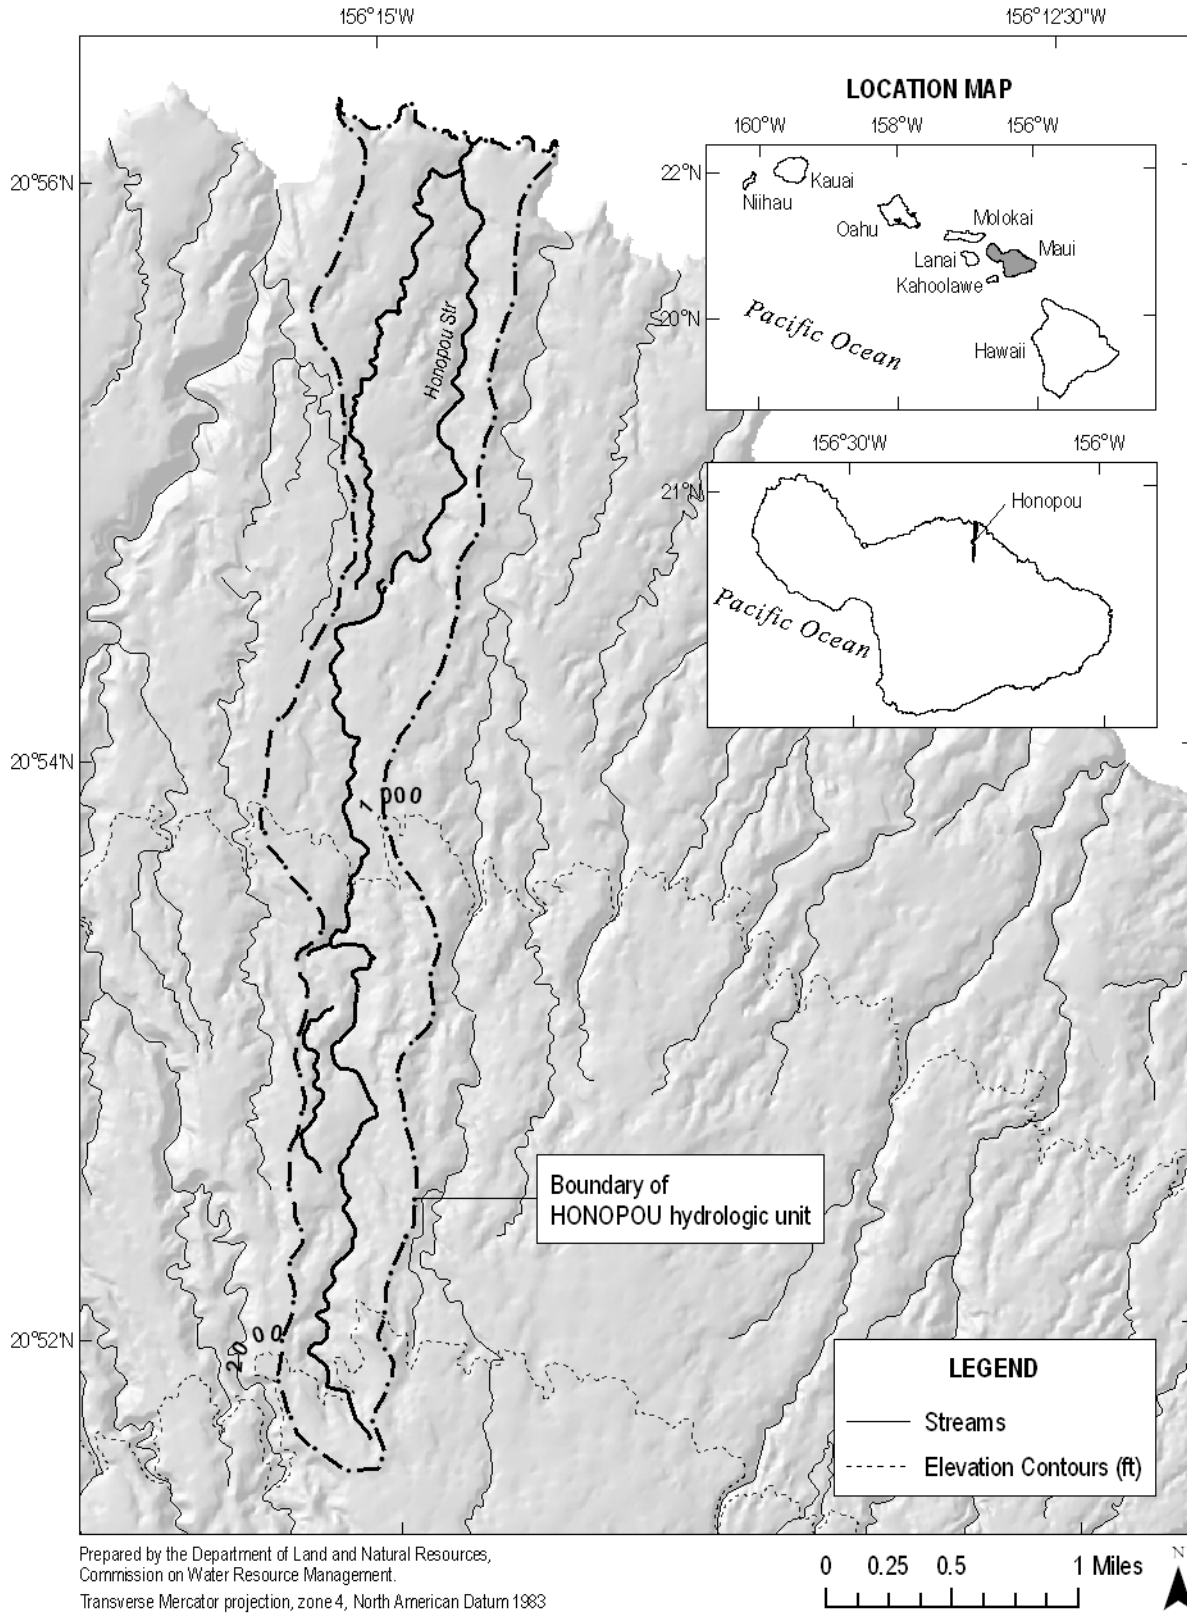 156°15'W
156°12'30"W
LOCATION MAP
160°W
158°W
156°W
22°N
Kauai
Niihau
Oahu
Molokai
Lanai
Maui
Kahoolawe
20°N
Pacific Ocean
Hawaii
20°56'N
Honopou Str
156°30'W
156°W
21°N
Honopou
Pacific Ocean
20°54'N
1000
Boundary of
HONOPOU hydrologic unit
20°52'N
2000
LEGEND
Streams
Elevation Contours (ft)
Prepared by the Department of Land and Natural Resources,
Commission on Water Resource Management.
Transverse Mercator projection, zone 4, North American Datum 1983
0 0.25 0.5 1 Miles
N